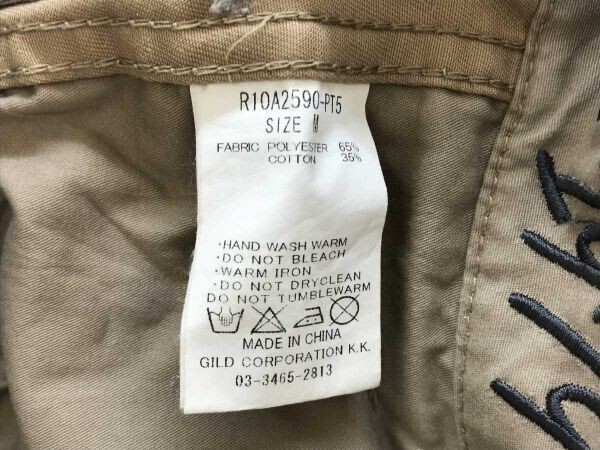 R10A2590-PT5
SIZE M
FABRIC POLYESTER 65%
COTTON 35%
・HAND WASH WARM
・DO NOT BLEACH
・WARM IRON
・DO NOT DRYCLEAN
DO NOT TUMBLEWARM
MADE IN CHINA
GILD CORPORATION K.K.
03-3465-2813